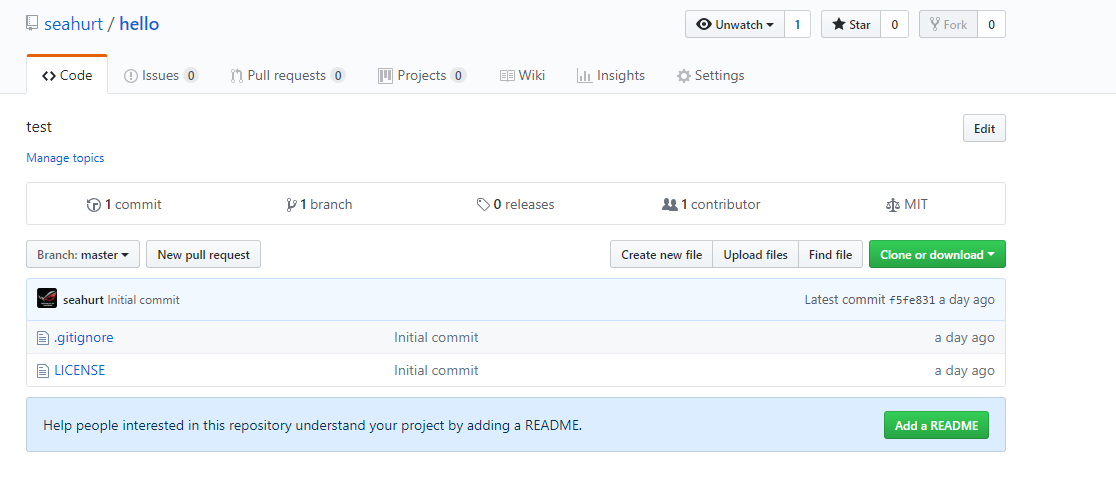 seahurt / hello Unwatch 1 Star 0 Fork 0
Code Issues 0 Pull requests 0 Projects 0 Wiki Insights Settings
test Edit
Manage topics
1 commit 1 branch 0 releases 1 contributor MIT
Branch: master New pull request Create new file Upload files Find file Clone or download
seahurt Initial commit Latest commit f5fe831 a day ago
.gitignore Initial commit a day ago
LICENSE Initial commit a day ago
Help people interested in this repository understand your project by adding a README. Add a README